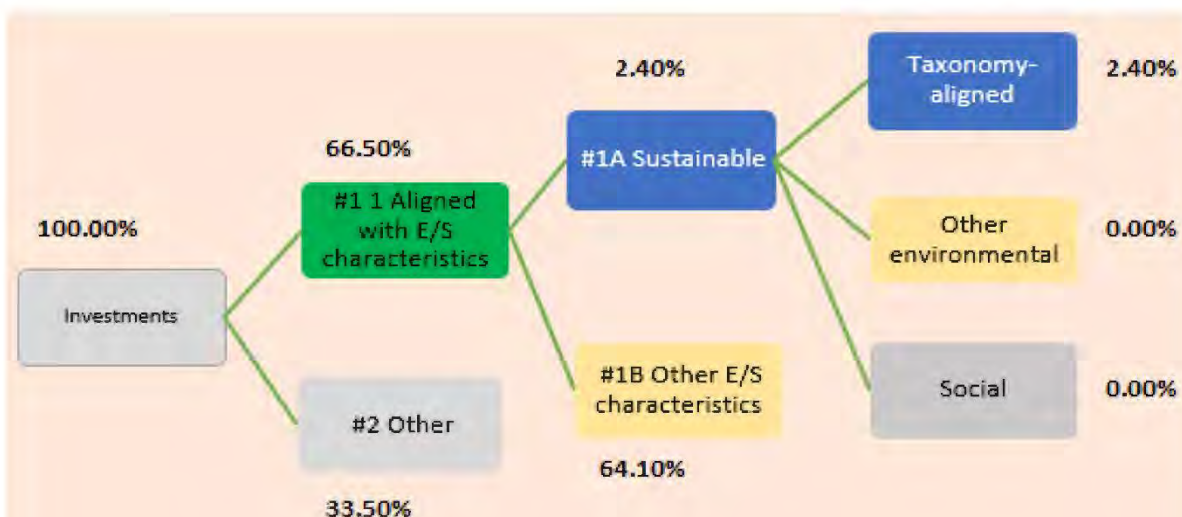 100.00%
Investments
66.50%
#1 1 Aligned
with E/S
characteristics
#2 Other
33.50%
2.40%
#1A Sustainable
#1B Other E/S
characteristics
64.10%
Taxonomy-
aligned
2.40%
Other
environmental
0.00%
Social
0.00%